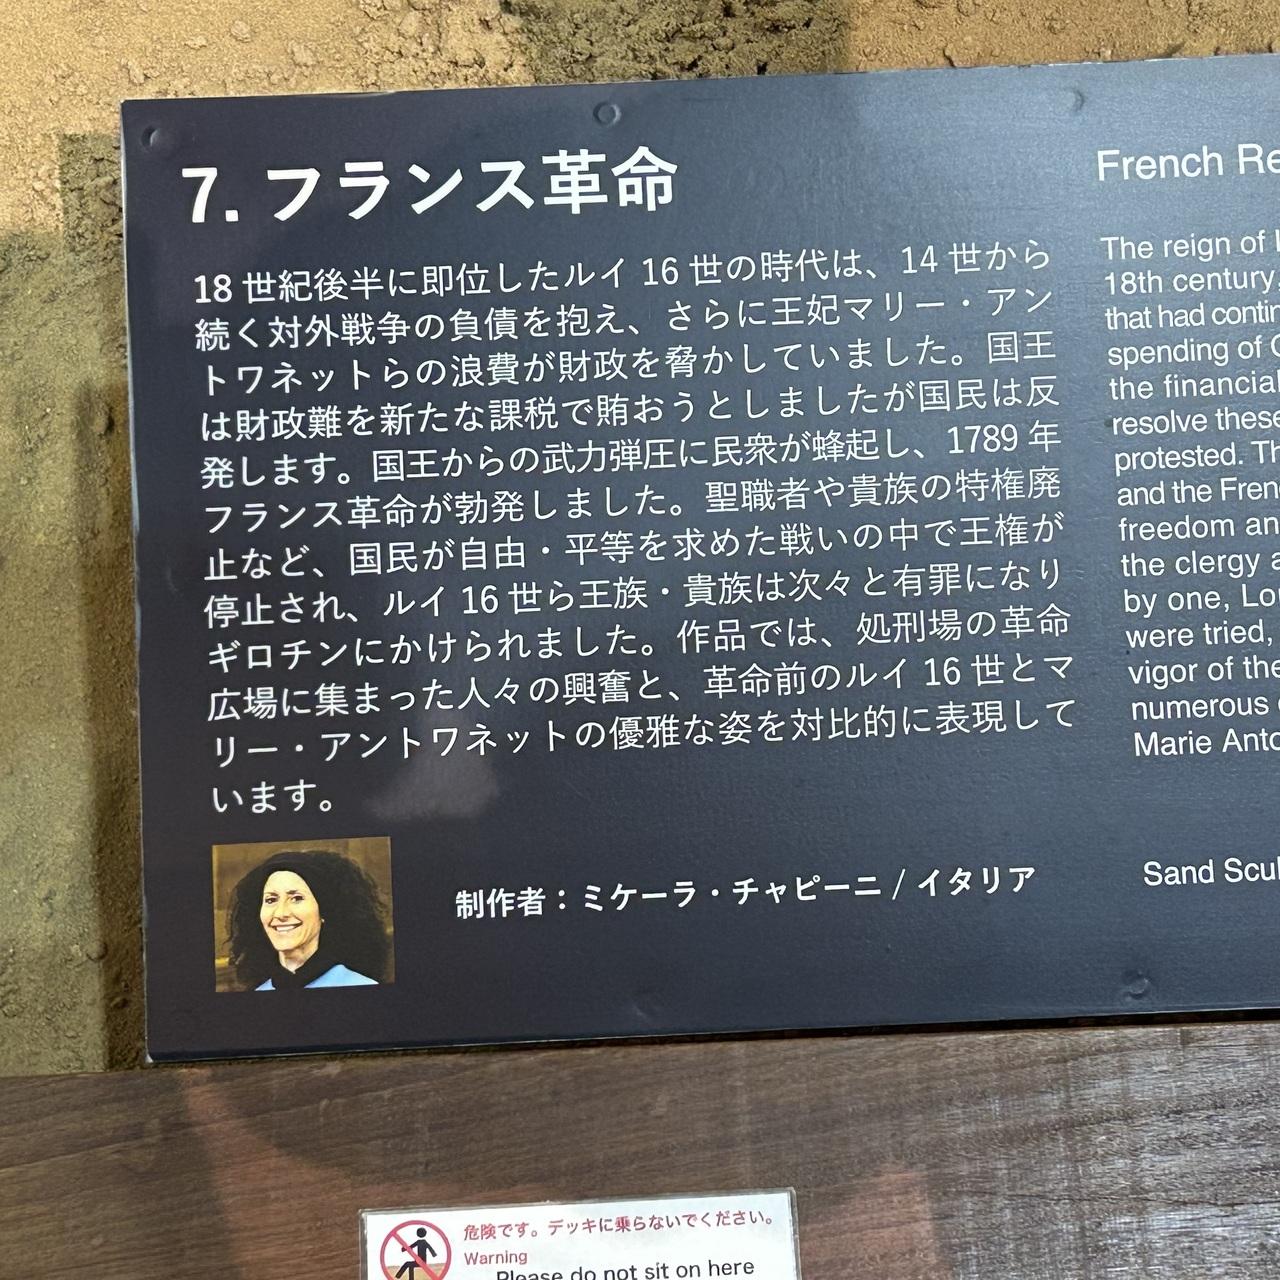 7. フランス革命
18 世紀後半に即位したルイ 16 世の時代は、14 世から
続く対外戦争の負債を抱え、さらに王妃マリー・アン
トワネットらの浪費が財政を脅かしていました。国王
は財政難を新たな課税で賄おうとしましたが国民は反
発します。国王からの武力弾圧に民衆が蜂起し、1789 年
フランス革命が勃発しました。聖職者や貴族の特権廃
止など、国民が自由・平等を求めた戦いの中で王権が
停止され、ルイ 16 世ら王族・貴族は次々と有罪になり
ギロチンにかけられました。作品では、処刑場の革命
広場に集まった人々の興奮と、革命前のルイ 16 世とマ
リー・アントワネットの優雅な姿を対比的に表現して
います。
制作者：ミケーラ・チャピーニ / イタリア
French
The reign of
18th century,
that had
spending of
the financial
resolve these
protested.
and the
freedom
the clergy
by one,
were tried,
vigor of the
numerous
Marie
Sand
危険です。デッキに乗らないでください。
Warning
Please do not sit on here